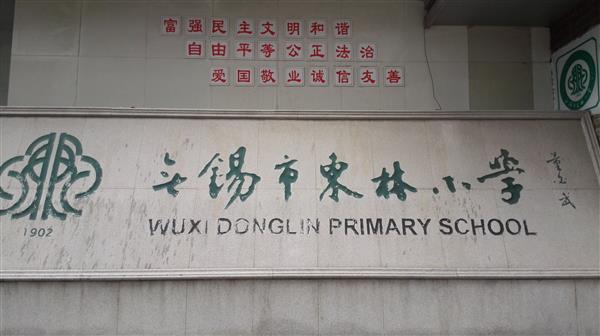 富强民主文明和谐
自由平等公正法治
爱国敬业诚信友善
无锡市东林小学
WUXI DONGLIN PRIMARY SCHOOL
1902